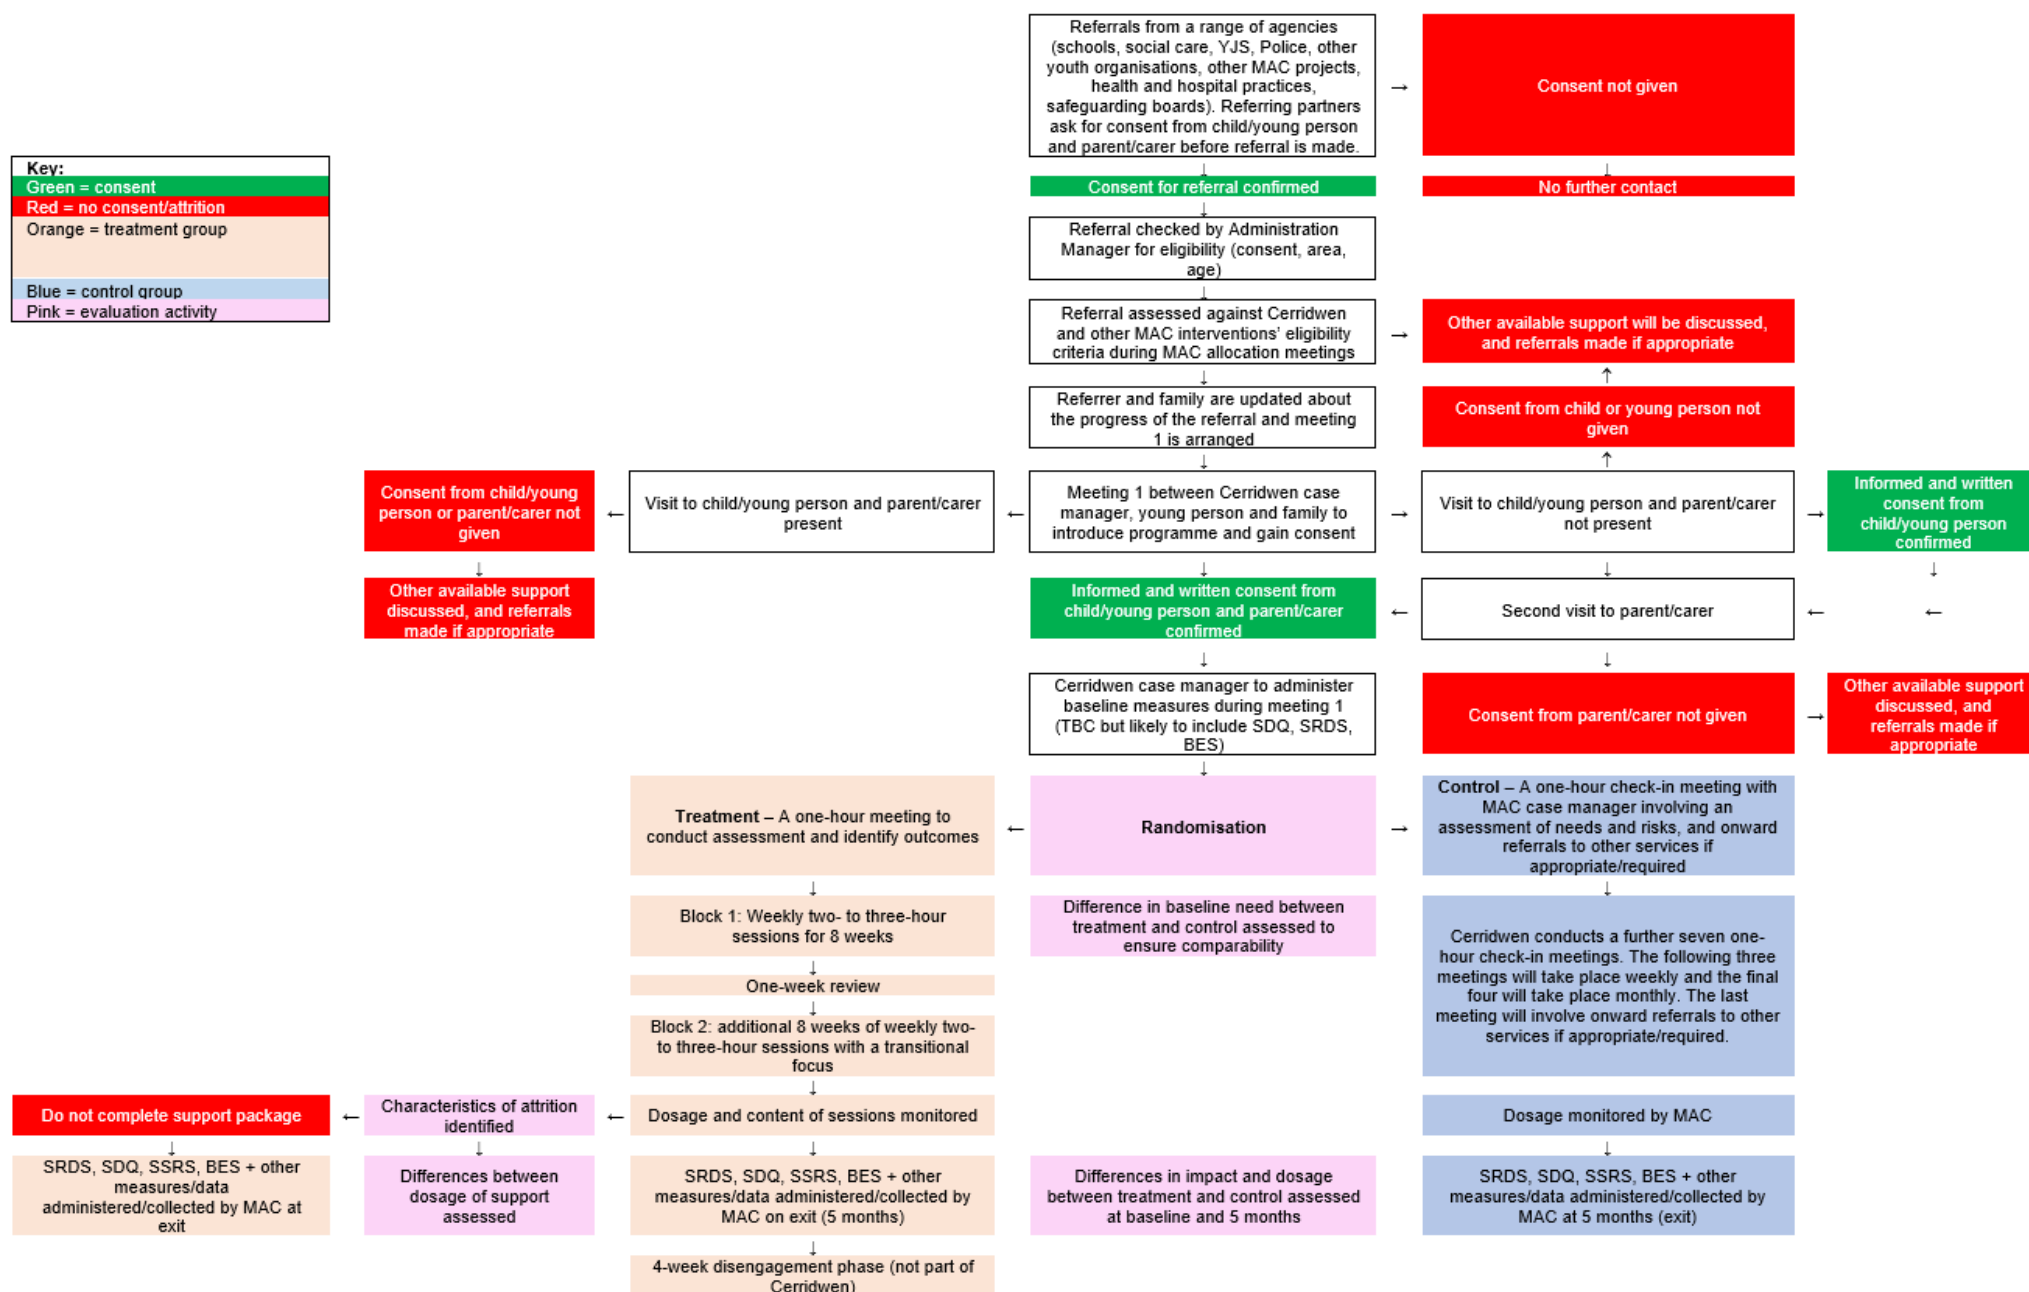 Referrals from a range of agencies
(schools, social care, YJS, Police, other
youth organisations, other MAC projects,
health and hospital practices,
safeguarding boards). Referring partners
ask for consent from child/young person
and parent/carer before referral is made.
→
Consent not given
Key:
Green = consent
Red = no consent/attrition
Orange = treatment group
Blue = control group
Pink = evaluation activity
↓
↓
Consent for referral confirmed
No further contact
↓
Referral checked by Administration
Manager for eligibility (consent, area,
age)
↓
Referral assessed against Cerridwen
and other MAC interventions' eligibility
criteria during MAC allocation meetings
→
Other available support will be discussed,
and referrals made if appropriate
↓
↑
Referrer and family are updated about
the progress of the referral and meeting
1 is arranged
Consent from child or young person not
given
↓
↑
Consent from child/young
person or parent/carer not
given
←
Visit to child/young person and parent/carer
present
←
Meeting 1 between Cerridwen case
manager, young person and family to
introduce programme and gain consent
→
Visit to child/young person and parent/carer
not present
→
Informed and written
consent from
child/young person
confirmed
↓
↓
↓
↓
Other available support
discussed, and referrals
made if appropriate
Informed and written consent from
child/young person and parent/carer
confirmed
←
Second visit to parent/carer
←
←
↓
↓
Cerridwen case manager to administer
baseline measures during meeting 1
(TBC but likely to include SDQ, SRDS,
BES)
Consent from parent/carer not given
→
Other available support
discussed, and
referrals made if
appropriate
↓
Treatment – A one-hour meeting to
conduct assessment and identify outcomes
←
Randomisation
→
Control – A one-hour check-in meeting with
MAC case manager involving an
assessment of needs and risks, and onward
referrals to other services if
appropriate/required
↓
↓
Block 1: Weekly two- to three-hour
sessions for 8 weeks
Difference in baseline need between
treatment and control assessed to
ensure comparability
Cerridwen conducts a further seven one-
hour check-in meetings. The following three
meetings will take place weekly and the final
four will take place monthly. The last
meeting will involve onward referrals to other
services if appropriate/required.
↓
One-week review
↓
Block 2: additional 8 weeks of weekly two-
to three-hour sessions with a transitional
focus
↓
Do not complete support package
←
Characteristics of attrition
identified
←
Dosage and content of sessions monitored
Dosage monitored by MAC
↓
↓
↓
↓
SRDS, SDQ, SSRS, BES + other
measures/data
administered/collected by MAC at
exit
Differences between
dosage of support
assessed
SRDS, SDQ, SSRS, BES + other
measures/data administered/collected by
MAC on exit (5 months)
Differences in impact and dosage
between treatment and control assessed
at baseline and 5 months
SRDS, SDQ, SSRS, BES + other
measures/data administered/collected by
MAC at 5 months (exit)
↓
4-week disengagement phase (not part of
Cerridwen)